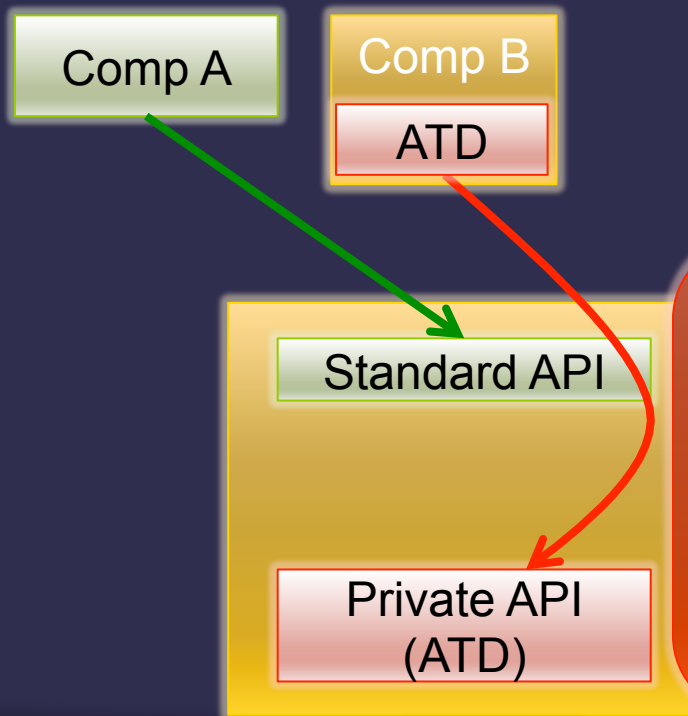 Comp A
Comp B
ATD
Standard API
Private API
(ATD)